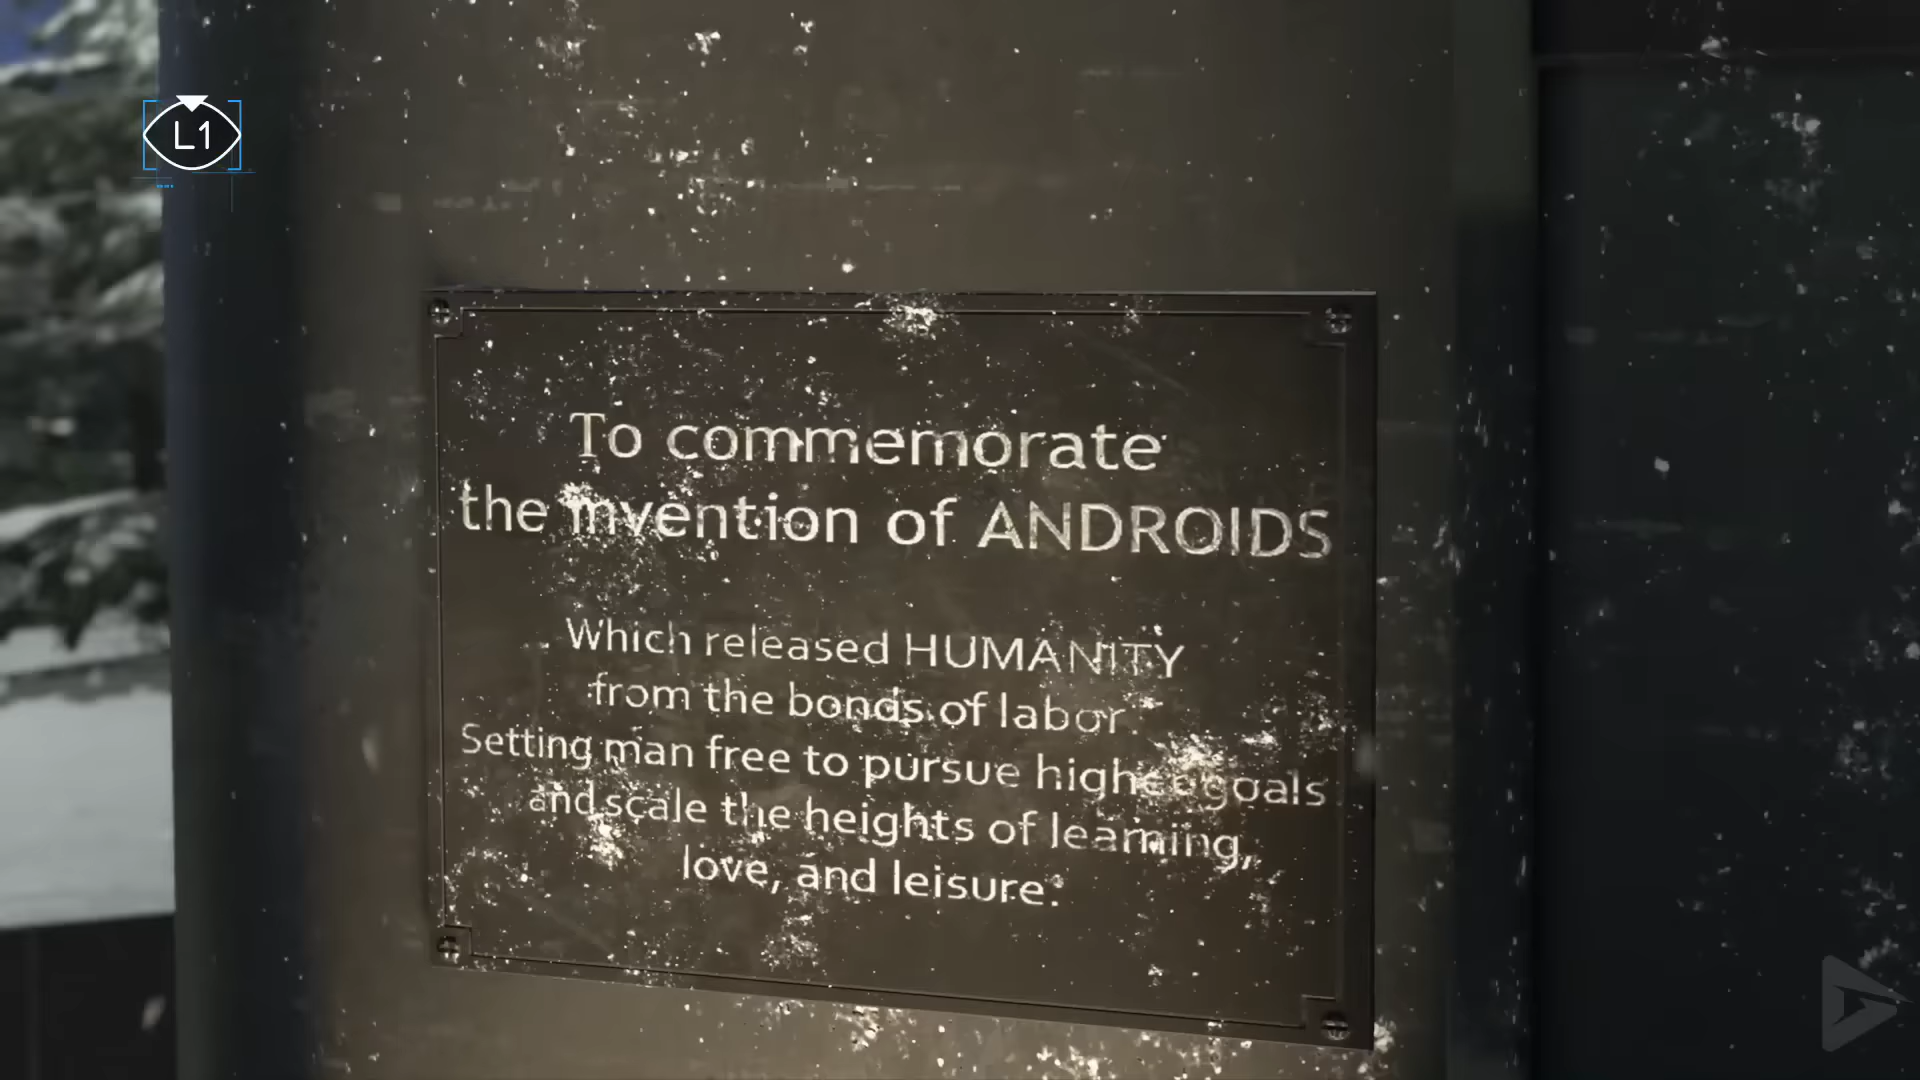 L1
To commemorate
the invention of ANDROIDS
Which released HUMANITY
from the bonds of labor.
Setting man free to pursue higher goals
and scale the heights of learning,
love, and leisure.